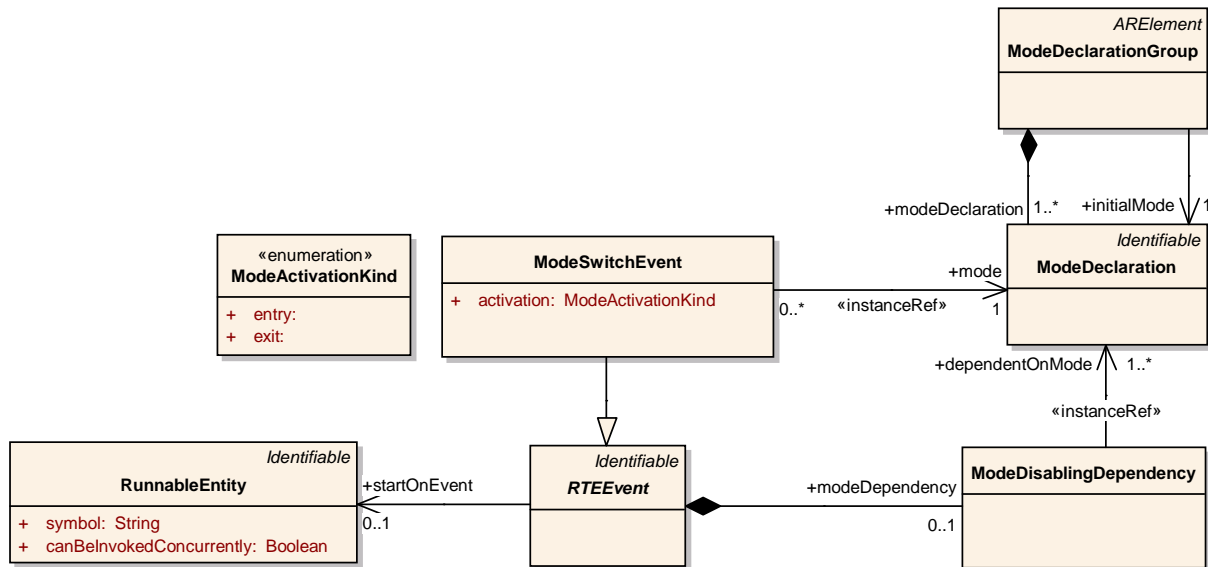 ARElement
ModeDeclarationGroup
+modeDeclaration 1..*
+initialMode 1
«enumeration»
ModeActivationKind
+ entry:
+ exit:
ModeSwitchEvent
+ activation: ModeActivationKind
+mode
0..* «instanceRef» 1
Identifiable
ModeDeclaration
+dependentOnMode 1..*
«instanceRef»
Identifiable
RunnableEntity
+ symbol: String
+ canBeInvokedConcurrently: Boolean
+startOnEvent
0..1
Identifiable
RTEEvent
+modeDependency
0..1
ModeDisablingDependency